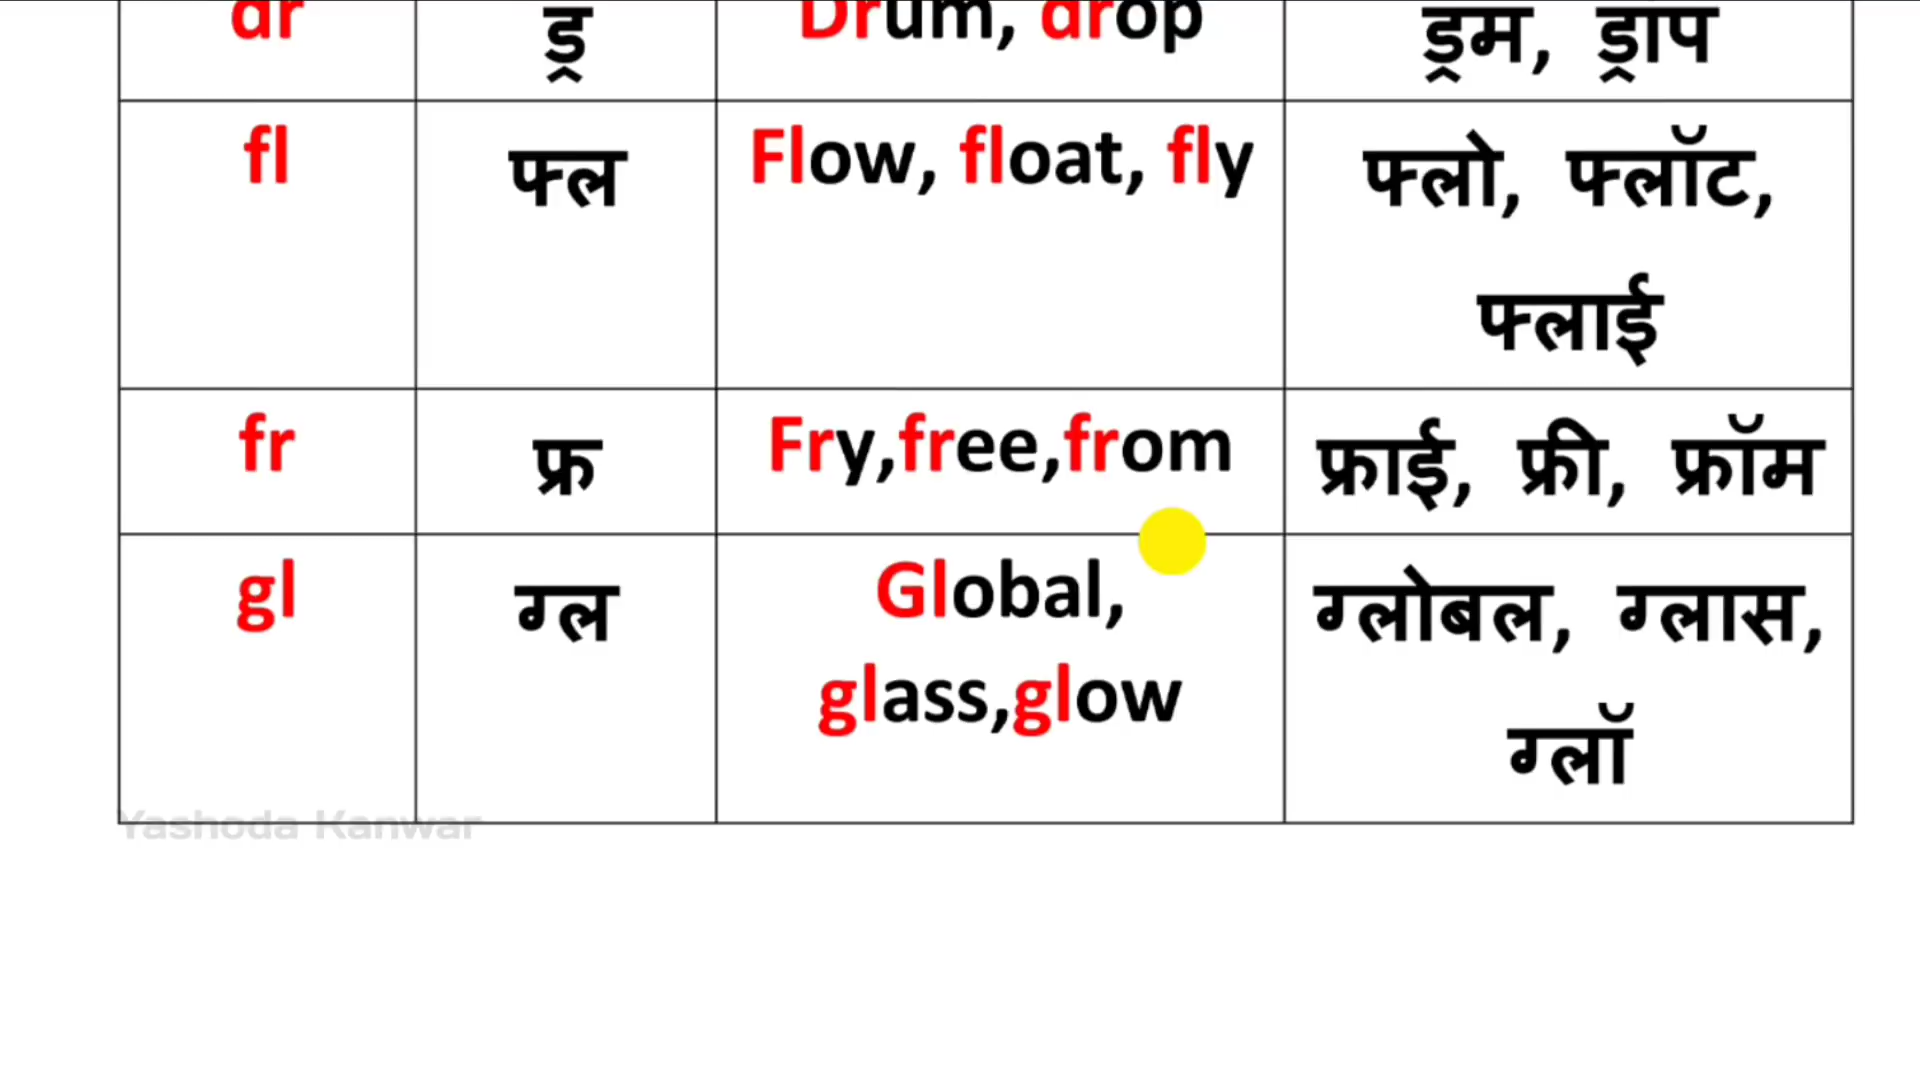 dr ड्र Drum, drop ड्रम, ड्राप
fl फ्ल Flow, float, fly फ्लो, फ्लॉट,
फ्लाई
fr फ्र Fry,free,from फ्राई, फ्री, फ्रॉम
gl ग्ल Global, ग्लोबल, ग्लास,
glass,glow ग्लॉ
Yashoda Kanwar